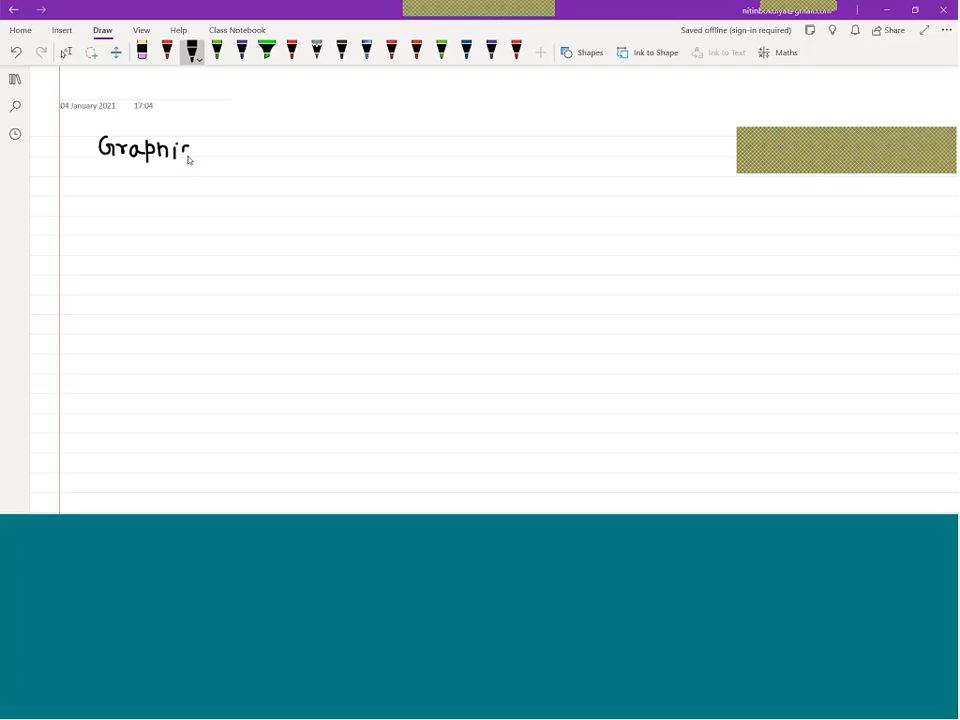 Home Insert Draw View Help Class Notebook Saved offline (sign-in required) Share
Shapes Ink to Shape Ink to Text Maths
04 January 2021 17:04
Graphic